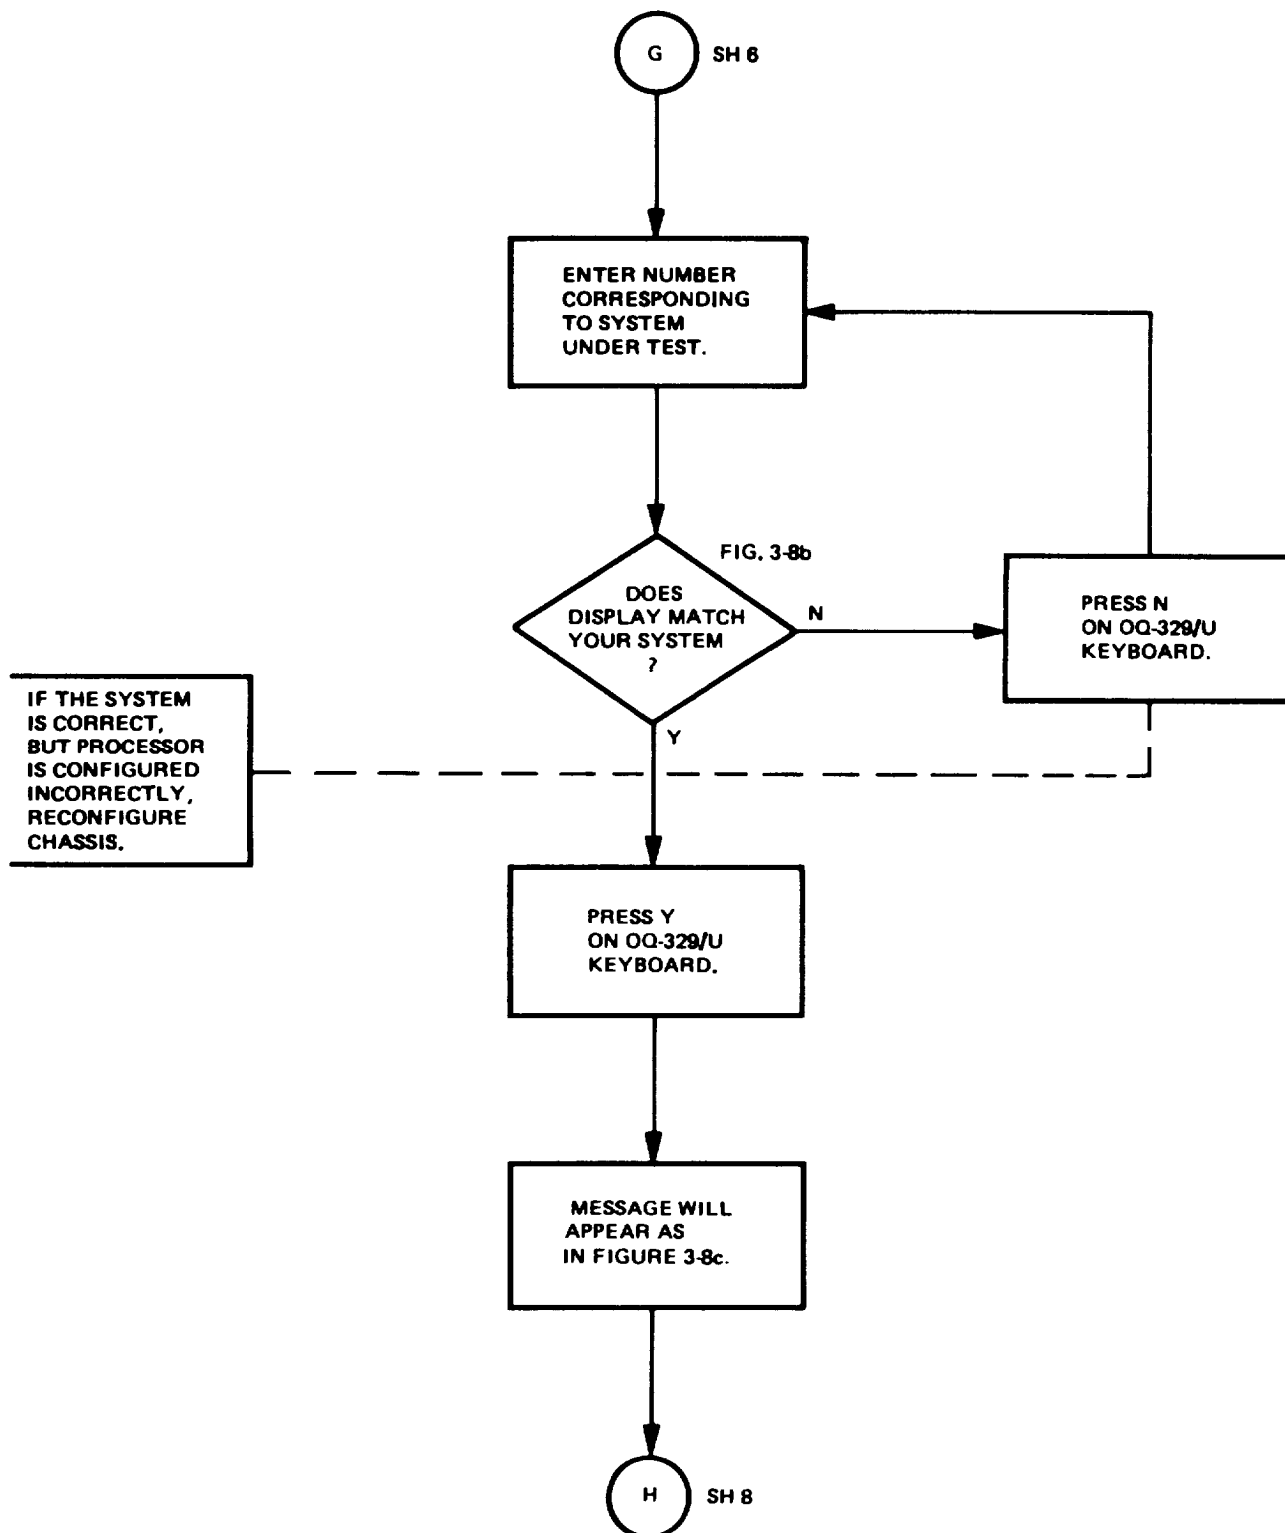 G SH 6
ENTER NUMBER
CORRESPONDING
TO SYSTEM
UNDER TEST.
FIG. 3-8b
DOES
DISPLAY MATCH
YOUR SYSTEM
?
N
PRESS N
ON OQ-329/U
KEYBOARD.
Y
IF THE SYSTEM
IS CORRECT,
BUT PROCESSOR
IS CONFIGURED
INCORRECTLY,
RECONFIGURE
CHASSIS.
PRESS Y
ON OQ-329/U
KEYBOARD.
MESSAGE WILL
APPEAR AS
IN FIGURE 3-8c.
H SH 8